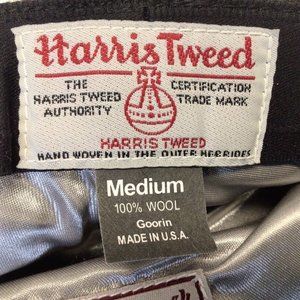 Harris Tweed
THE HARRIS TWEED AUTHORITY
CERTIFICATION TRADE MARK
HARRIS TWEED
HAND WOVEN IN THE OUTER HEBRIDES
Medium
100% WOOL
Goorin
MADE IN U.S.A.